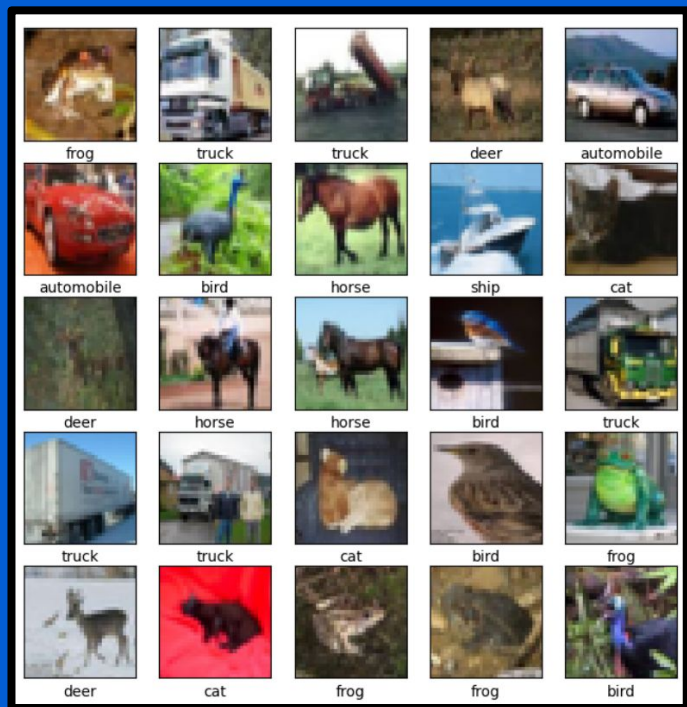 frog truck truck deer automobile
automobile bird horse ship cat
deer horse horse bird truck
truck truck cat bird frog
deer cat frog frog bird